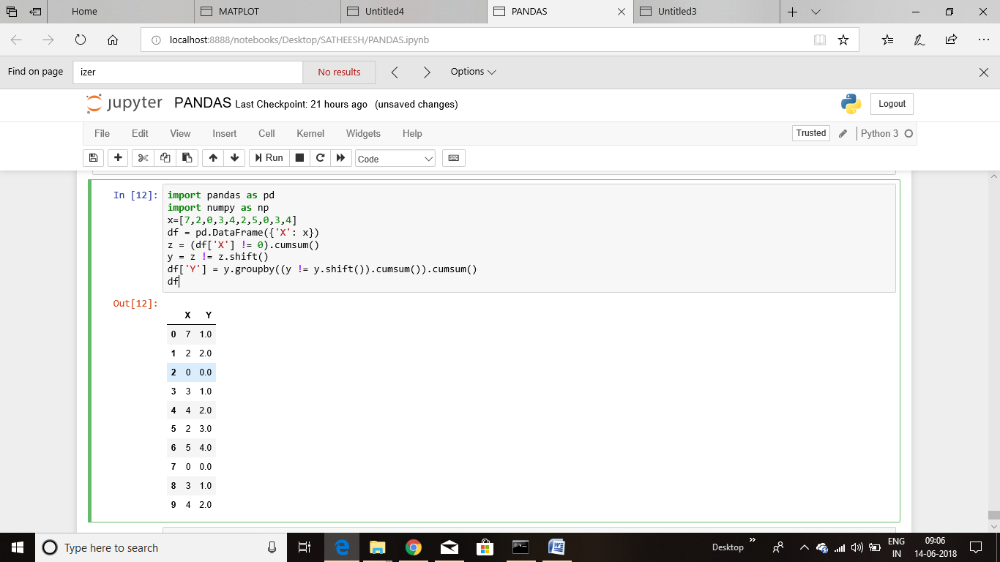 Home
MATPLOT
Untitled4
PANDAS
Untitled3
localhost:8888/notebooks/Desktop/SATHEESH/PANDAS.ipynb
Find on page
izer
No results
Options
jupyter PANDAS Last Checkpoint: 21 hours ago (unsaved changes)
Logout
File Edit View Insert Cell Kernel Widgets Help
Trusted
Python 3
Run
Code
In [12]:
import pandas as pd
import numpy as np
x=[7,2,0,3,4,2,5,0,3,4]
df = pd.DataFrame({'X': x})
z = (df['X'] != 0).cumsum()
y = z != z.shift()
df['Y'] = y.groupby((y != y.shift()).cumsum()).cumsum()
df
Out[12]:
X Y
0 7 1.0
1 2 2.0
2 0 0.0
3 3 1.0
4 4 2.0
5 2 3.0
6 5 4.0
7 0 0.0
8 3 1.0
9 4 2.0
Type here to search
Desktop
ENG
IN
09:06
14-06-2018